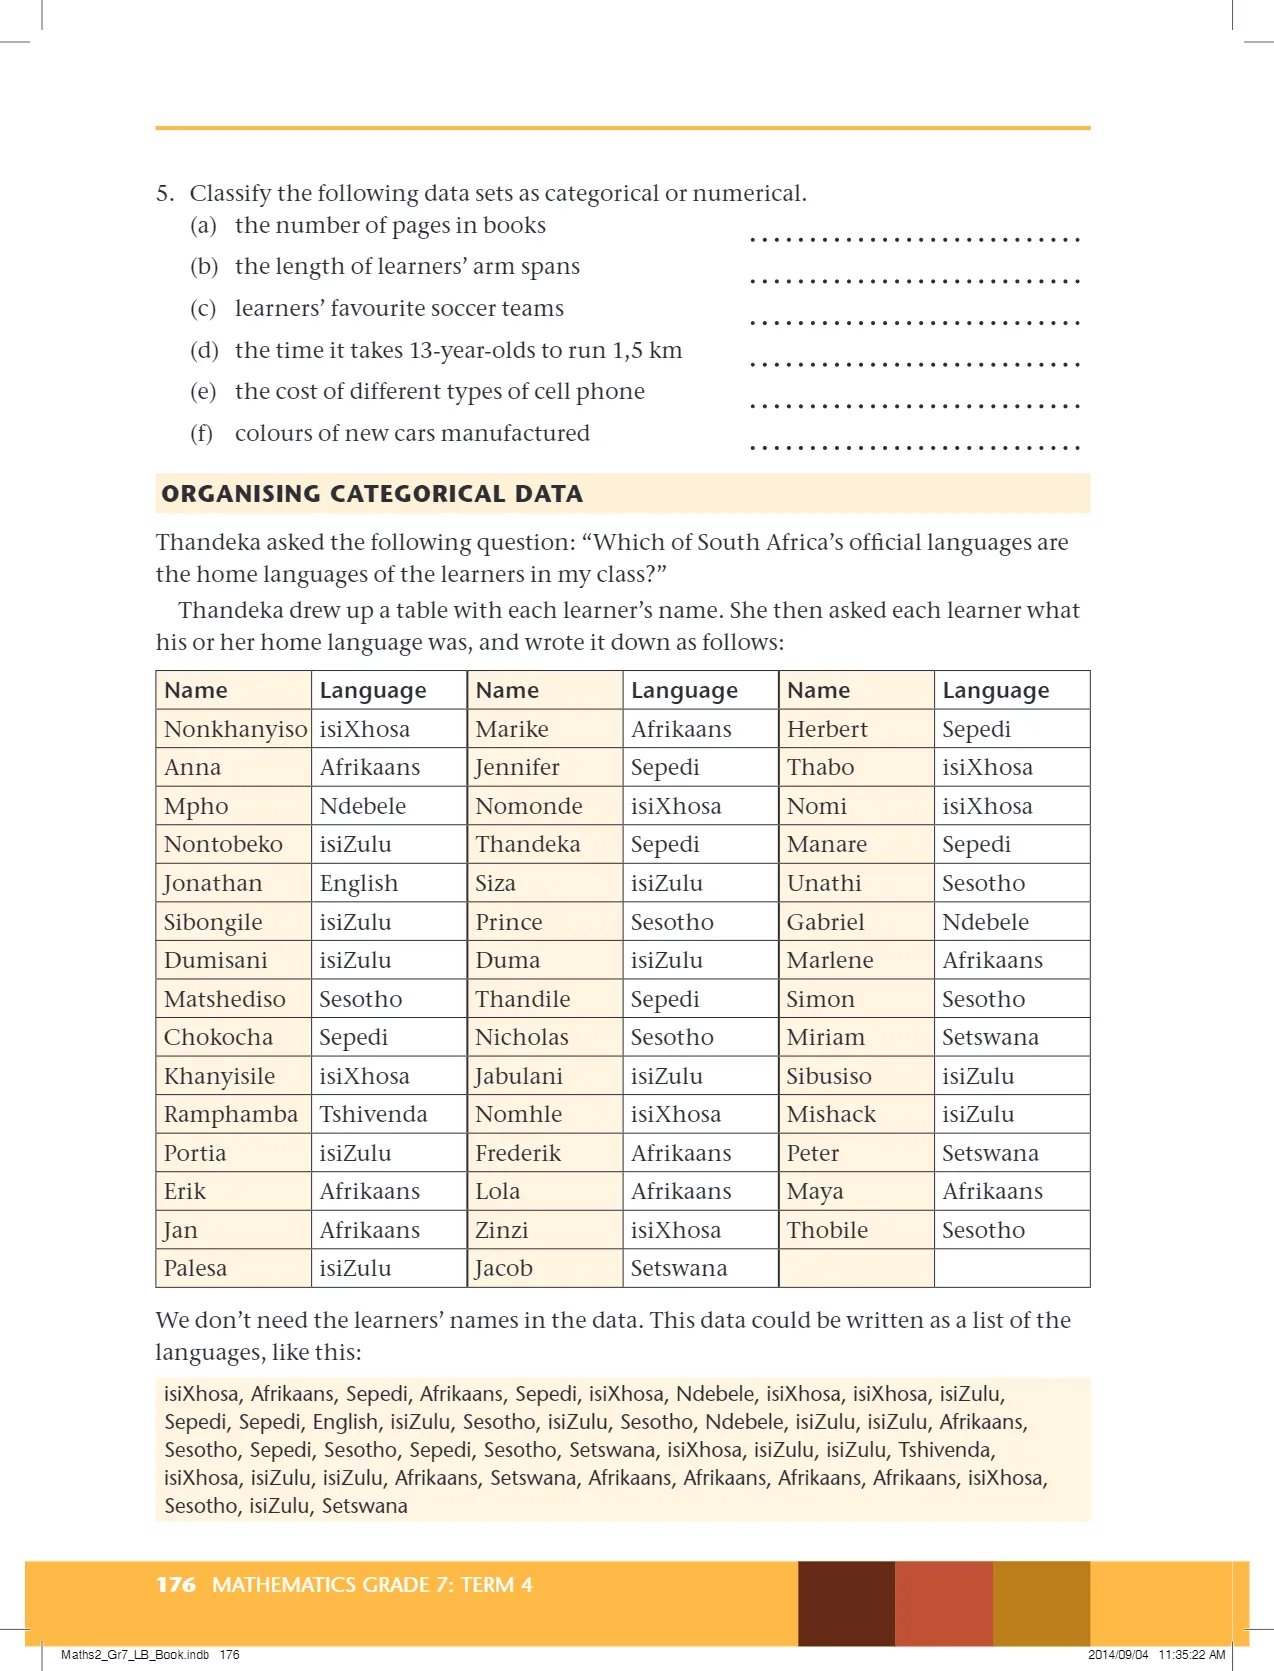 5. Classify the following data sets as categorical or numerical.
(a) the number of pages in books ............................
(b) the length of learners’ arm spans ............................
(c) learners’ favourite soccer teams ............................
(d) the time it takes 13-year-olds to run 1,5 km ............................
(e) the cost of different types of cell phone ............................
(f) colours of new cars manufactured ............................
ORGANISING CATEGORICAL DATA
Thandeka asked the following question: “Which of South Africa’s official languages are
the home languages of the learners in my class?”
Thandeka drew up a table with each learner’s name. She then asked each learner what
his or her home language was, and wrote it down as follows:
Name Language Name Language Name Language
Nonkhanyiso isiXhosa Marike Afrikaans Herbert Sepedi
Anna Afrikaans Jennifer Sepedi Thabo isiXhosa
Mpho Ndebele Nomonde isiXhosa Nomi isiXhosa
Nontobeko isiZulu Thandeka Sepedi Manare Sepedi
Jonathan English Siza isiZulu Unathi Sesotho
Sibongile isiZulu Prince Sesotho Gabriel Ndebele
Dumisani isiZulu Duma isiZulu Marlene Afrikaans
Matshediso Sesotho Thandile Sepedi Simon Sesotho
Chokocha Sepedi Nicholas Sesotho Miriam Setswana
Khanyisile isiXhosa Jabulani isiZulu Sibusiso isiZulu
Ramphamba Tshivenda Nomhle isiXhosa Mishack isiZulu
Portia isiZulu Frederik Afrikaans Peter Setswana
Erik Afrikaans Lola Afrikaans Maya Afrikaans
Jan Afrikaans Zinzi isiXhosa Thobile Sesotho
Palesa isiZulu Jacob Setswana
We don’t need the learners’ names in the data. This data could be written as a list of the
languages, like this:
isiXhosa, Afrikaans, Sepedi, Afrikaans, Sepedi, isiXhosa, Ndebele, isiXhosa, isiXhosa, isiZulu,
Sepedi, Sepedi, English, isiZulu, Sesotho, isiZulu, Sesotho, Ndebele, isiZulu, isiZulu, Afrikaans,
Sesotho, Sepedi, Sesotho, Sepedi, Sesotho, Setswana, isiXhosa, isiZulu, isiZulu, Tshivenda,
isiXhosa, isiZulu, isiZulu, Afrikaans, Setswana, Afrikaans, Afrikaans, Afrikaans, Afrikaans, isiXhosa,
Sesotho, isiZulu, Setswana
176 MATHEMATICS GRADE 7: TERM 4
Maths2_Gr7_LB_Book.indb 176 2014/09/04 11:35:22 AM